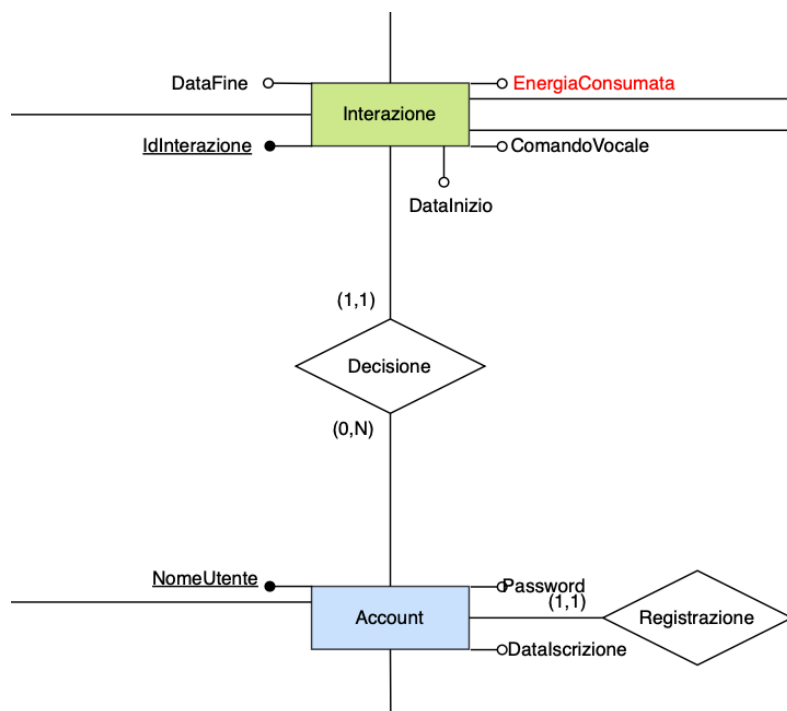 DataFine
EnergiaConsumata
Interazione
IdInterazione
ComandoVocale
DataInizio
(1,1)
Decisione
(0,N)
NomeUtente
Password
(1,1)
Account
Registrazione
DataIscrizione